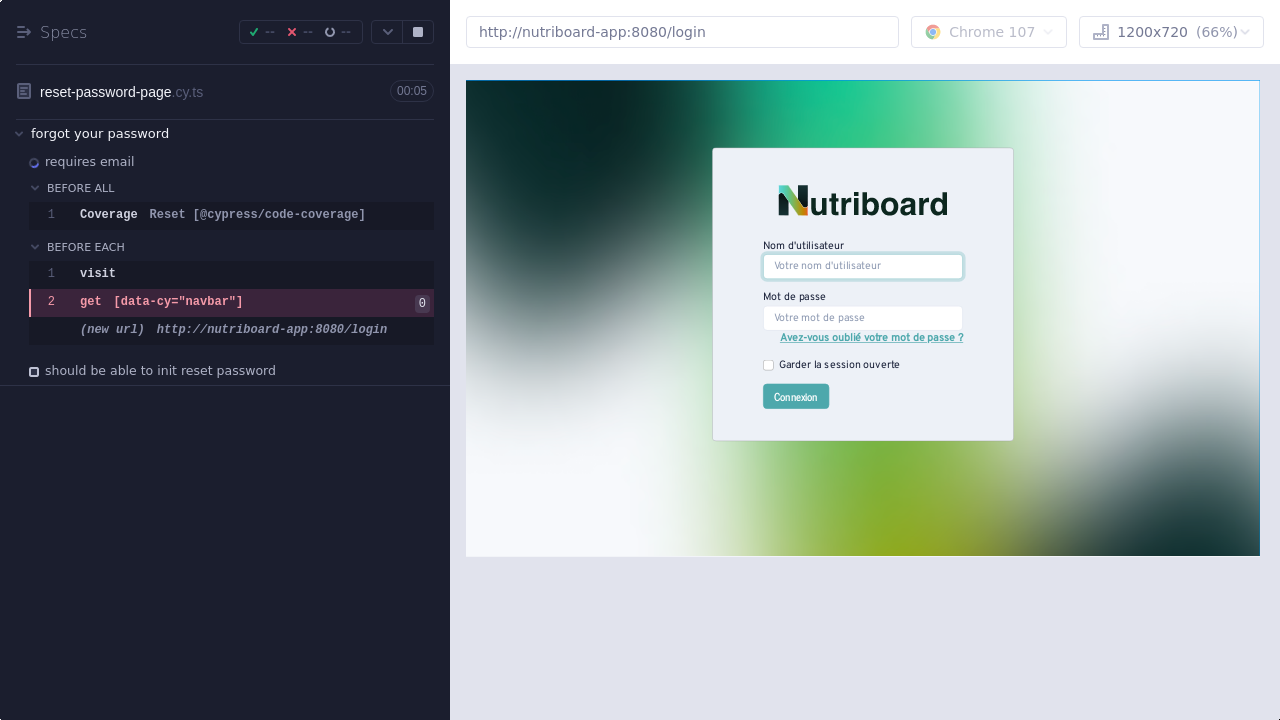 Specs
-- -- --
reset-password-page.cy.ts 00:05
forgot your password
requires email
BEFORE ALL
1 Coverage Reset [@cypress/code-coverage]
BEFORE EACH
1 visit
2 get [data-cy="navbar"] 0
(new url) http://nutriboard-app:8080/login
should be able to init reset password
http://nutriboard-app:8080/login
Chrome 107
1200x720 (66%)
Nutriboard
Nom d'utilisateur
Votre nom d'utilisateur
Mot de passe
Votre mot de passe
Avez-vous oublié votre mot de passe ?
Garder la session ouverte
Connexion